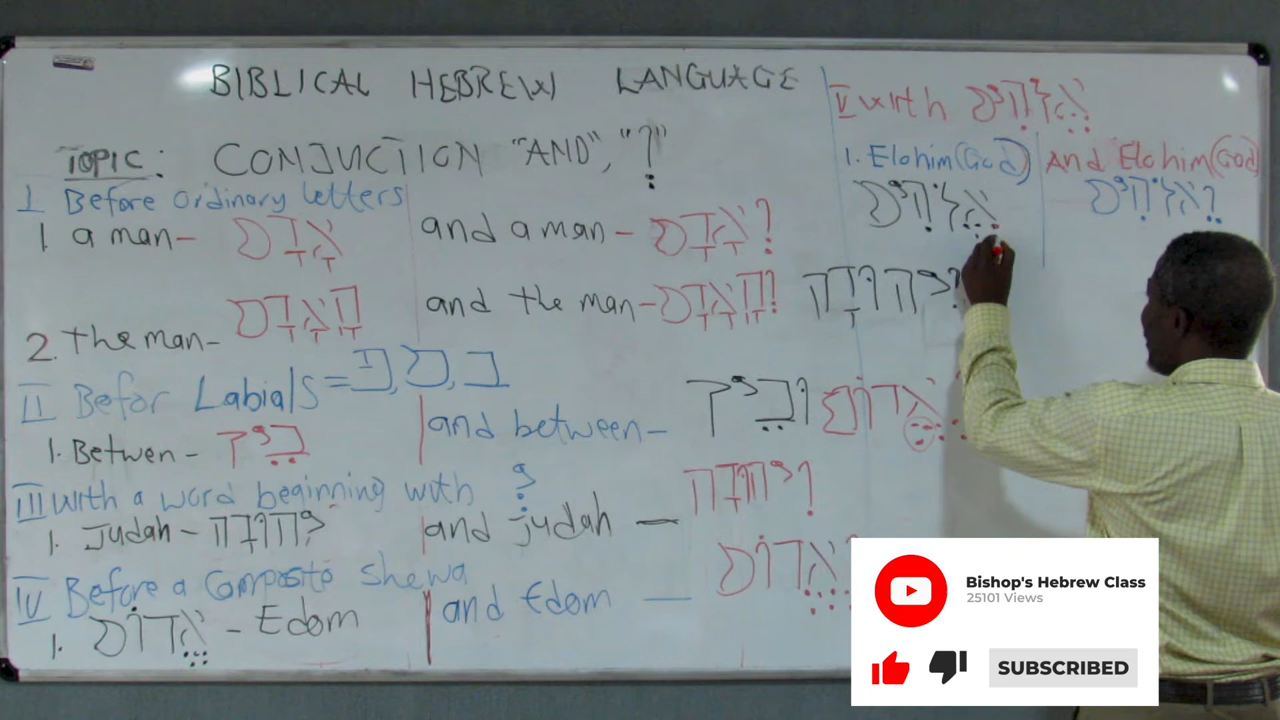 BIBLICAL HEBREW LANGUAGE
TOPIC: CONJUCTION "AND", "וְ"
I Before ordinary letters
1. a man - אָדָם
and a man - וְאָדָם
2. The man - הָאָדָם
and the man - וְהָאָדָם
II Befor Labials = פ, מ, ב
1. Betwen - בֵּין
and between - וּבֵין
III with a word beginning with יְ
1. Judah - יְהוּדָה
and judah - וִיהוּדָה
IV Before a Composite shewa
1. אֱדוֹם - Edom
and Edom -
V with אֱלֹהִים
1. Elohim (God)
אֱלֹהִים
And Elohim (God)
וֵאלֹהִים
Bishop's Hebrew Class
25101 Views
SUBSCRIBED